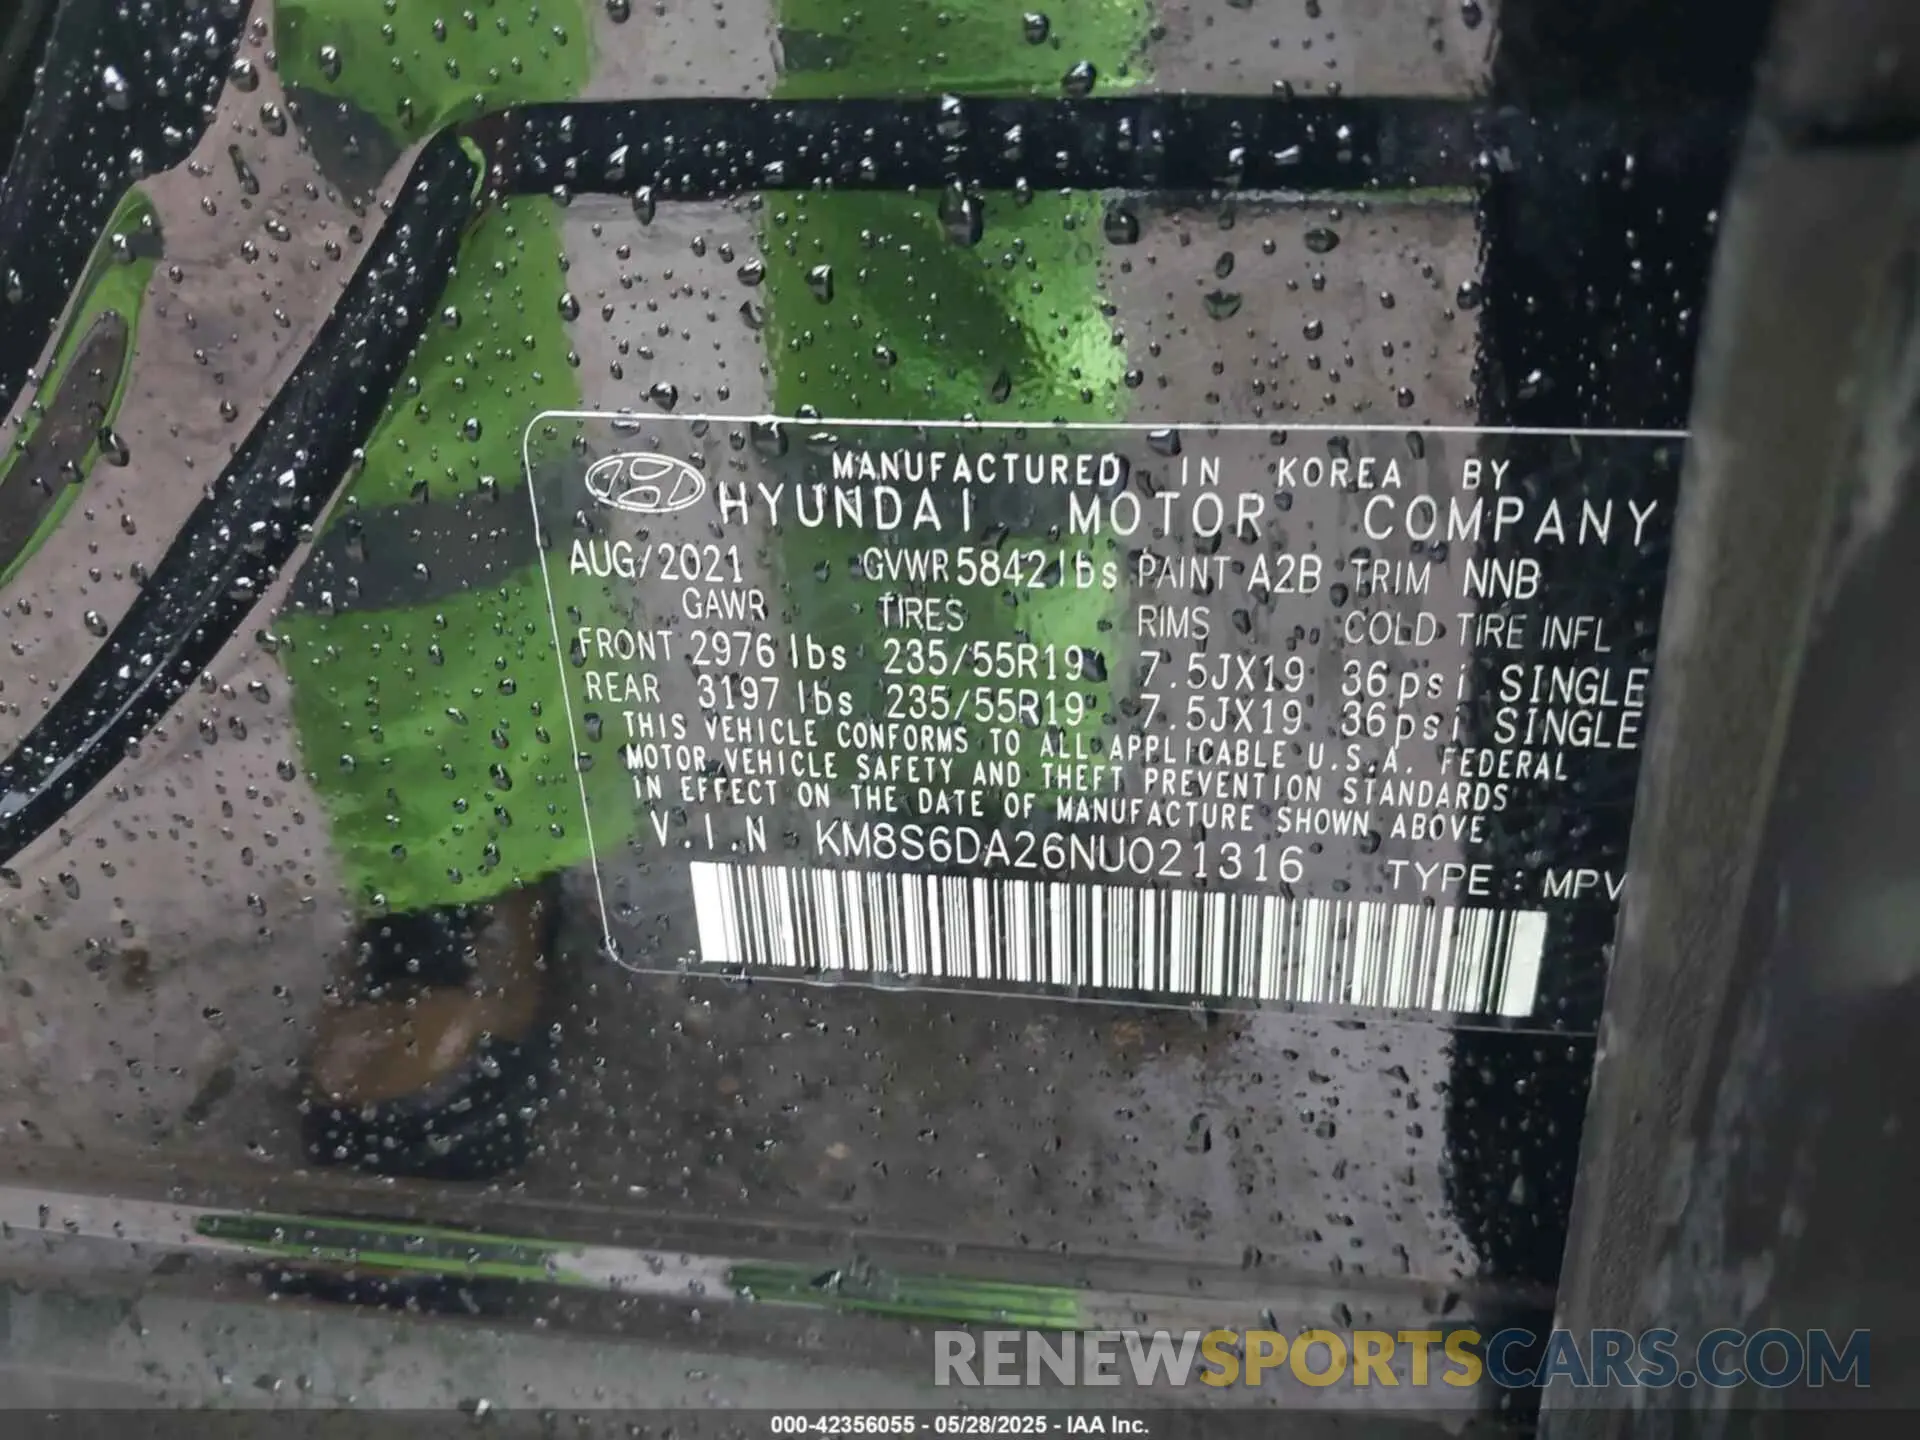 MANUFACTURED IN KOREA BY
HYUNDAI MOTOR COMPANY
AUG/2021 GVWR 5842 lbs PAINT A2B TRIM NNB
GAWR TIRES RIMS COLD TIRE INFL
FRONT 2976 lbs 235/55R19 7.5JX19 36psi SINGLE
REAR 3197 lbs 235/55R19 7.5JX19 36psi SINGLE
THIS VEHICLE CONFORMS TO ALL APPLICABLE U.S.A. FEDERAL
MOTOR VEHICLE SAFETY AND THEFT PREVENTION STANDARDS
IN EFFECT ON THE DATE OF MANUFACTURE SHOWN ABOVE
V.I.N KM8S6DA26NU021316 TYPE : MPV
RENEWSPORTSCARS.COM
000-42356055 - 05/28/2025 - IAA Inc.